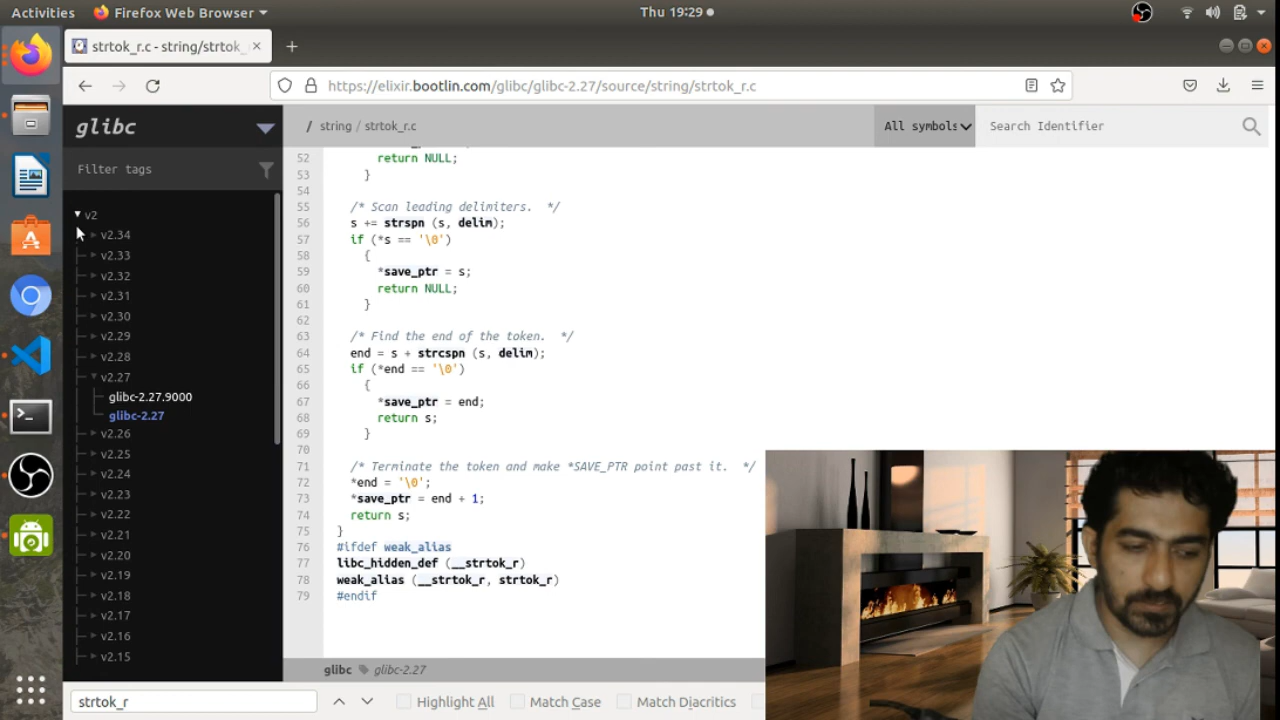 Activities
Firefox Web Browser
Thu 19:29
strtok_r.c - string/strtok_
https://elixir.bootlin.com/glibc/glibc-2.27/source/string/strtok_r.c
glibc
/ string / strtok_r.c
All symbols
Search Identifier
Filter tags
v2
v2.34
v2.33
v2.32
v2.31
v2.30
v2.29
v2.28
v2.27
glibc-2.27.9000
glibc-2.27
v2.26
v2.25
v2.24
v2.23
v2.22
v2.21
v2.20
v2.19
v2.18
v2.17
v2.16
v2.15
52 return NULL;
53 }
54
55 /* Scan leading delimiters. */
56 s += strspn (s, delim);
57 if (*s == '\0')
58 {
59 *save_ptr = s;
60 return NULL;
61 }
62
63 /* Find the end of the token. */
64 end = s + strcspn (s, delim);
65 if (*end == '\0')
66 {
67 *save_ptr = end;
68 return s;
69 }
70
71 /* Terminate the token and make *SAVE_PTR point past it. */
72 *end = '\0';
73 *save_ptr = end + 1;
74 return s;
75 }
76 #ifdef weak_alias
77 libc_hidden_def (__strtok_r)
78 weak_alias (__strtok_r, strtok_r)
79 #endif
glibc glibc-2.27
strtok_r
Highlight All
Match Case
Match Diacritics